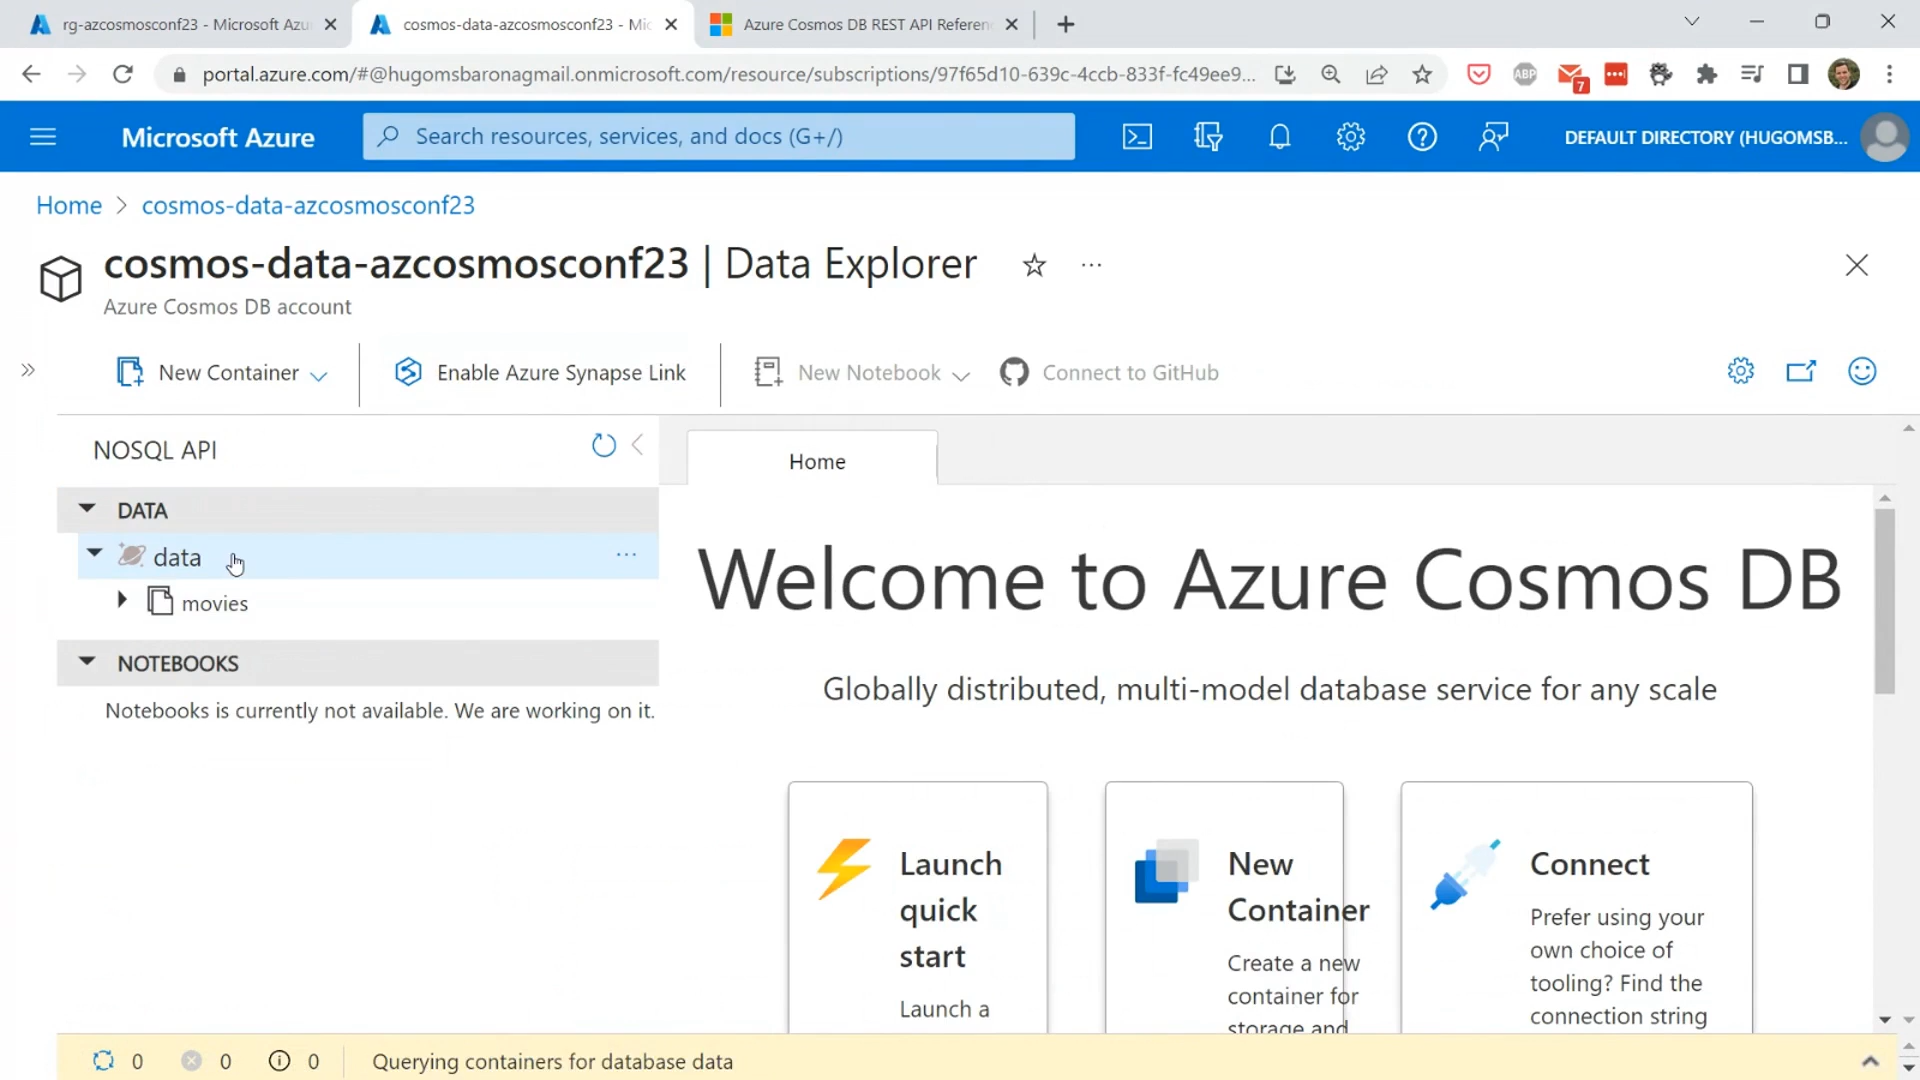 rg-azcosmosconf23 - Microsoft Azu
cosmos-data-azcosmosconf23 - Mic
Azure Cosmos DB REST API Referen
portal.azure.com/#@hugomsbaronagmail.onmicrosoft.com/resource/subscriptions/97f65d10-639c-4ccb-833f-fc49ee9...
ABP
7
Microsoft Azure
Search resources, services, and docs (G+/)
DEFAULT DIRECTORY (HUGOMSB...
Home > cosmos-data-azcosmosconf23
cosmos-data-azcosmosconf23 | Data Explorer
Azure Cosmos DB account
New Container
Enable Azure Synapse Link
New Notebook
Connect to GitHub
NOSQL API
DATA
data
movies
NOTEBOOKS
Notebooks is currently not available. We are working on it.
Home
Welcome to Azure Cosmos DB
Globally distributed, multi-model database service for any scale
Launch
quick
start
Launch a
New
Container
Create a new
container for
storage and
Connect
Prefer using your
own choice of
tooling? Find the
connection string
0 0 0 Querying containers for database data